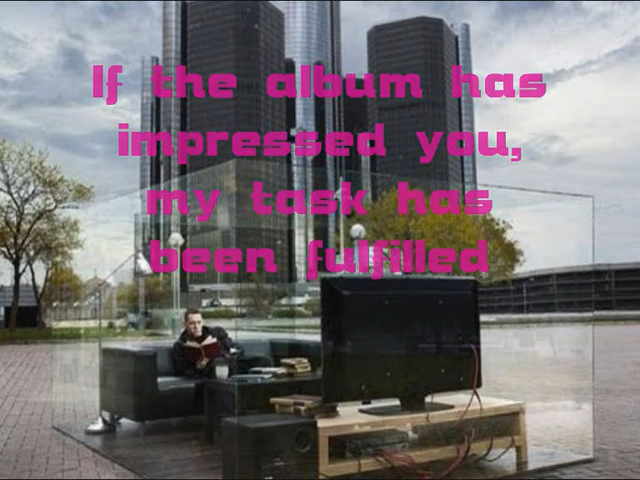 If the album has
impressed you,
my task has
been fulfilled